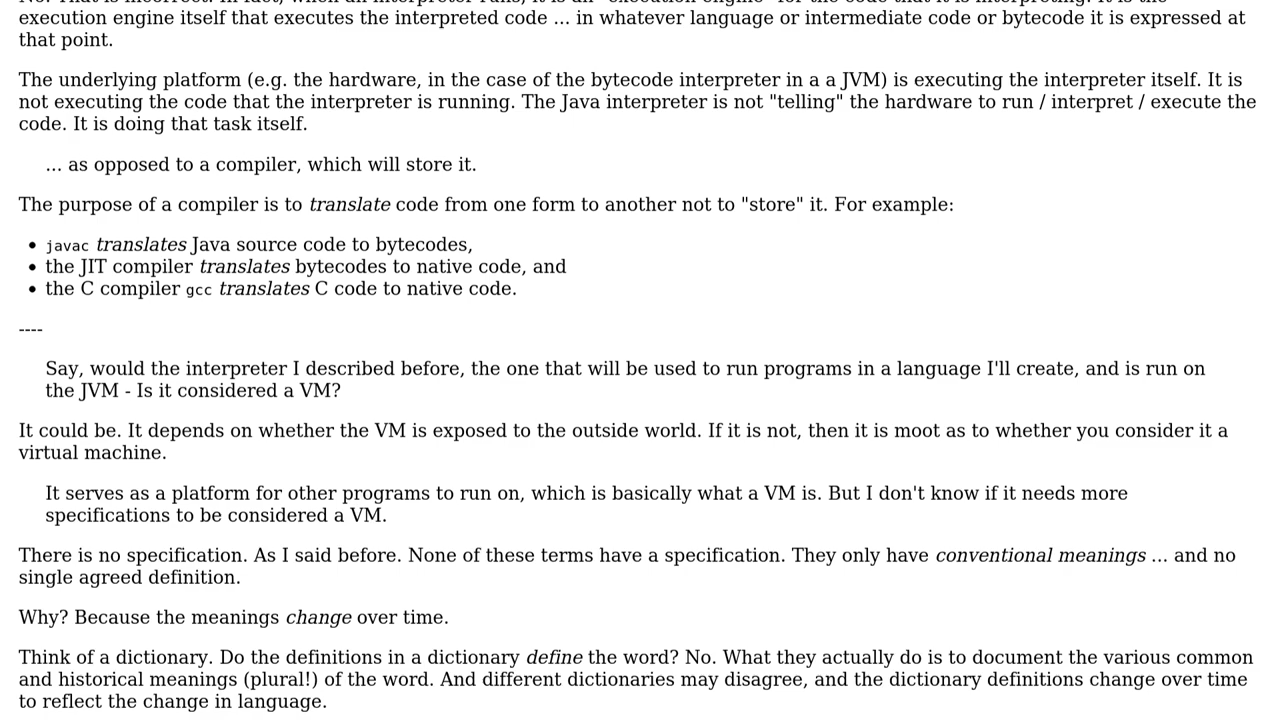 execution engine itself that executes the interpreted code ... in whatever language or intermediate code or bytecode it is expressed at
that point.
The underlying platform (e.g. the hardware, in the case of the bytecode interpreter in a a JVM) is executing the interpreter itself. It is
not executing the code that the interpreter is running. The Java interpreter is not "telling" the hardware to run / interpret / execute the
code. It is doing that task itself.
... as opposed to a compiler, which will store it.
The purpose of a compiler is to translate code from one form to another not to "store" it. For example:
• javac translates Java source code to bytecodes,
• the JIT compiler translates bytecodes to native code, and
• the C compiler gcc translates C code to native code.
----
Say, would the interpreter I described before, the one that will be used to run programs in a language I'll create, and is run on
the JVM - Is it considered a VM?
It could be. It depends on whether the VM is exposed to the outside world. If it is not, then it is moot as to whether you consider it a
virtual machine.
It serves as a platform for other programs to run on, which is basically what a VM is. But I don't know if it needs more
specifications to be considered a VM.
There is no specification. As I said before. None of these terms have a specification. They only have conventional meanings ... and no
single agreed definition.
Why? Because the meanings change over time.
Think of a dictionary. Do the definitions in a dictionary define the word? No. What they actually do is to document the various common
and historical meanings (plural!) of the word. And different dictionaries may disagree, and the dictionary definitions change over time
to reflect the change in language.